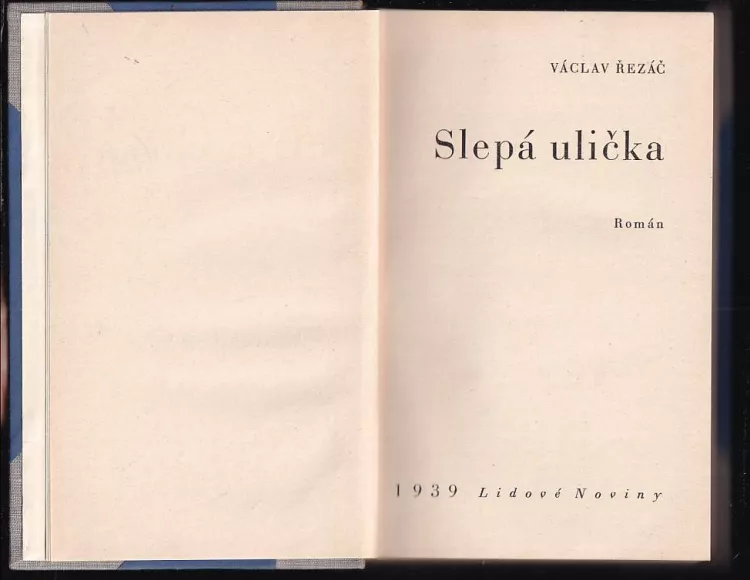 VÁCLAV ŘEZÁČ
Slepá ulička
Román
1939 Lidové Noviny